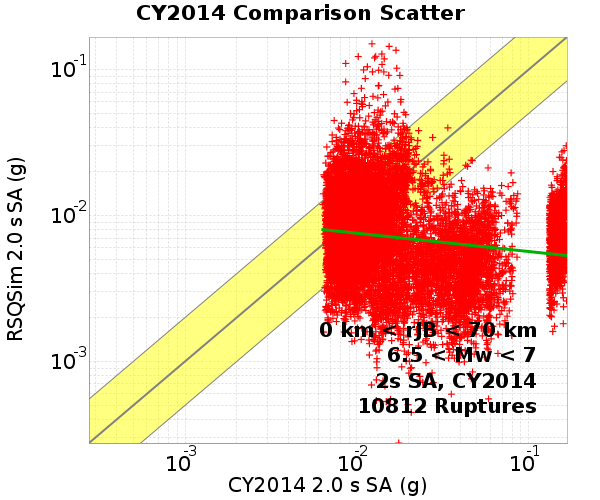 CY2014 Comparison Scatter
RSQSim 2.0 s SA (g)
10-1
10-2
10-3
0 km < rJB < 70 km
6.5 < Mw < 7
2s SA, CY2014
10812 Ruptures
10-3
10-2
10-1
CY2014 2.0 s SA (g)